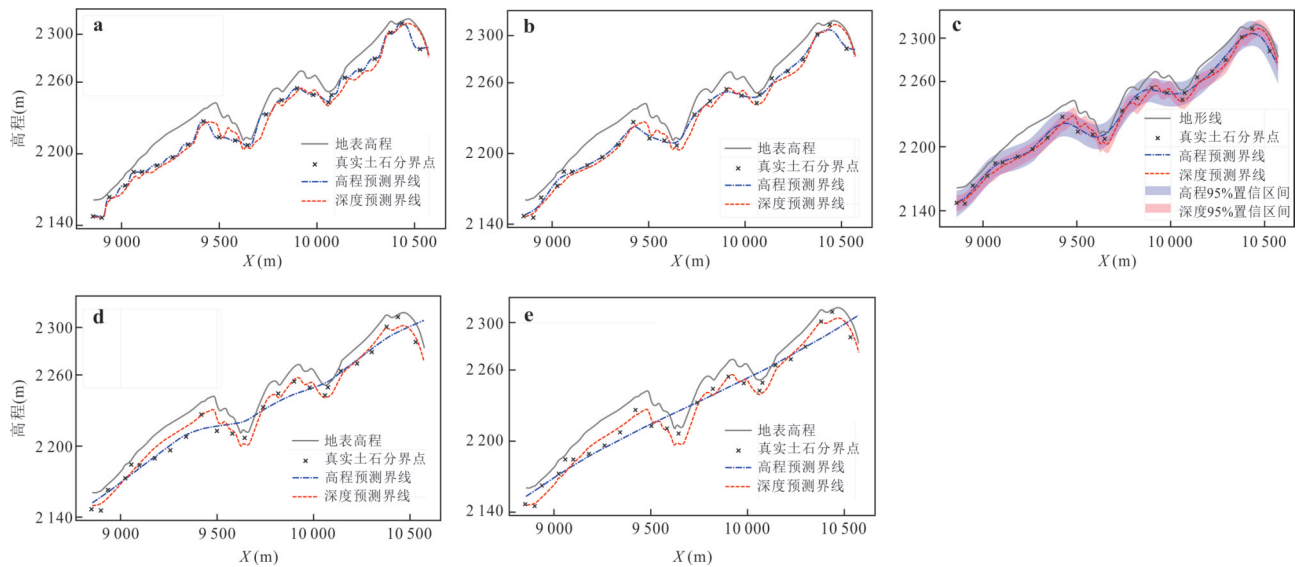 a
2 300
2 260
2 200
2 140
高程(m)
地表高程
真实土石分界点
高程预测界线
深度预测界线
9 000
9 500
10 000
10 500
X (m)
b
2 300
2 260
2 200
2 140
地表高程
真实土石分界点
高程预测界线
深度预测界线
9 000
9 500
10 000
10 500
X (m)
c
2 300
2 260
2 200
2 140
地形线
真实土石分界点
高程预测界线
深度预测界线
高程95%置信区间
深度95%置信区间
9 000
9 500
10 000
10 500
X (m)
d
2 300
2 260
2 200
2 140
高程(m)
地表高程
真实土石分界点
高程预测界线
深度预测界线
9 000
9 500
10 000
10 500
X (m)
e
2 300
2 260
2 200
2 140
地表高程
真实土石分界点
高程预测界线
深度预测界线
9 000
9 500
10 000
10 500
X (m)